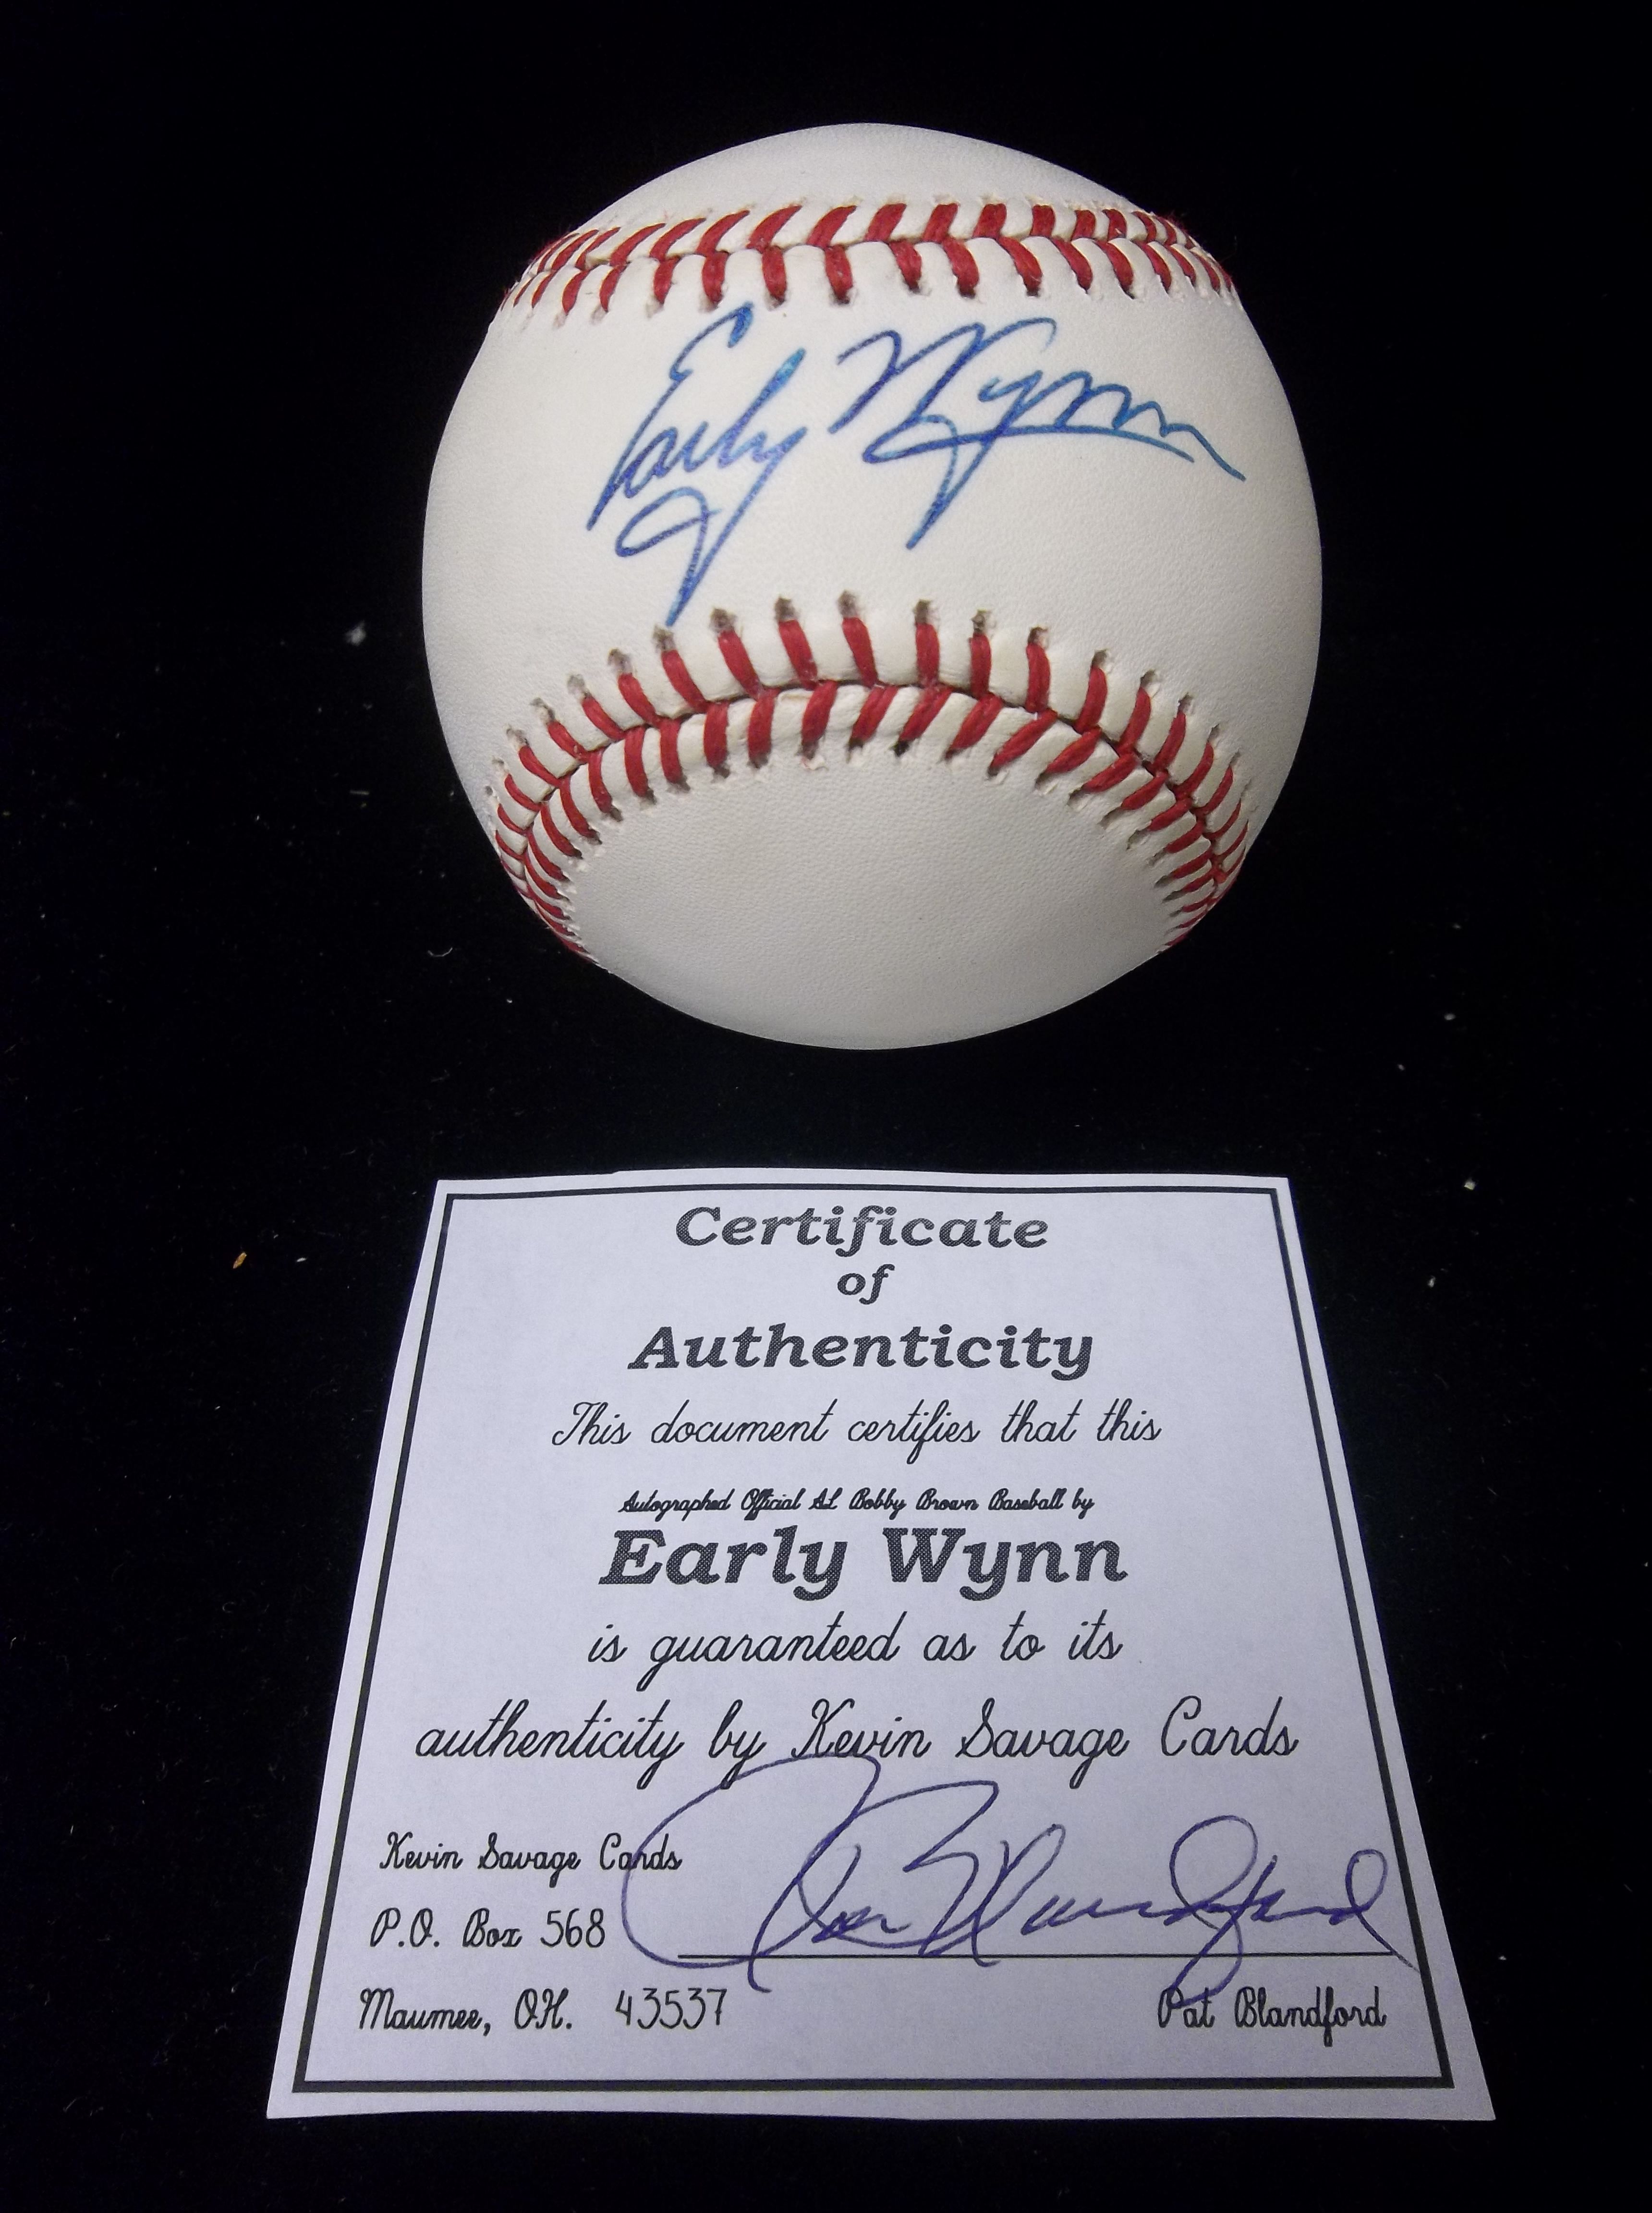 Early Wynn
Certificate
of
Authenticity
This document certifies that this
Autographed Official AL Bobby Brown Baseball by
Early Wynn
is guaranteed as to its
authenticity by Kevin Savage Cards
Kevin Savage Cards
P.O. Box 568
Maumee, OH. 43537
Pat Blandford
Pat Blandford